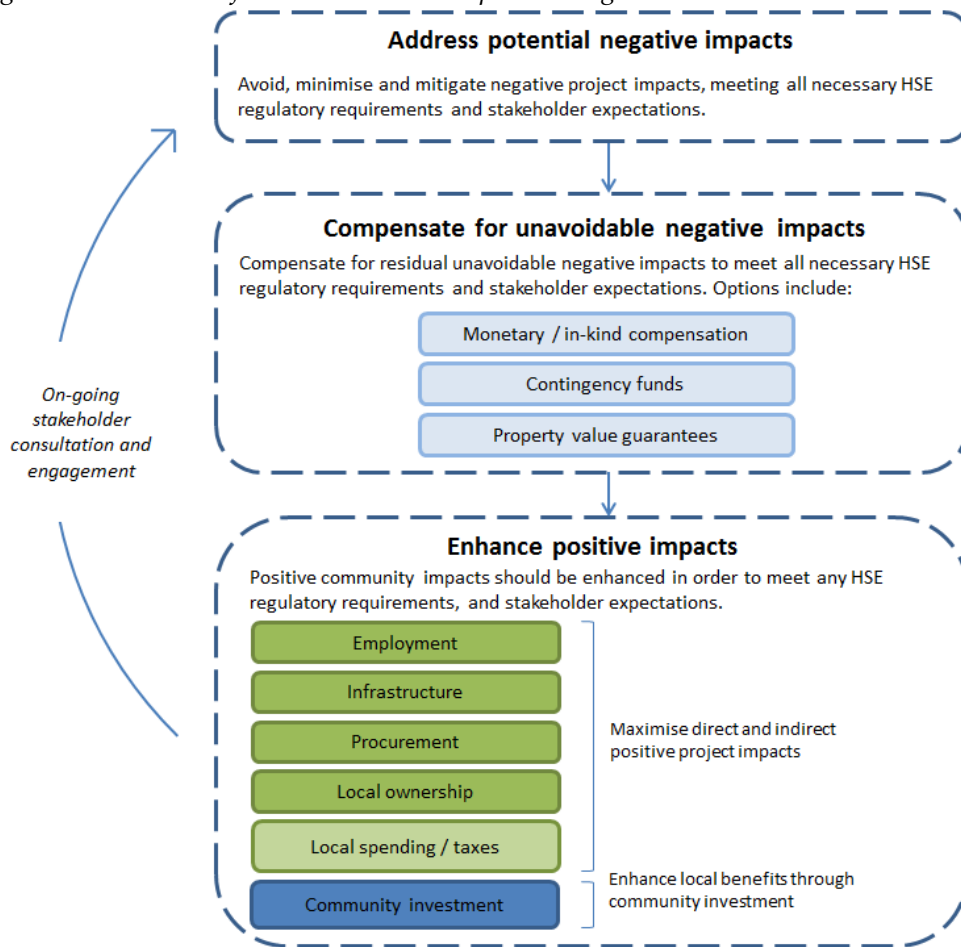 Address potential negative impacts
Avoid, minimise and mitigate negative project impacts, meeting all necessary HSE
regulatory requirements and stakeholder expectations.
Compensate for unavoidable negative impacts
Compensate for residual unavoidable negative impacts to meet all necessary HSE
regulatory requirements and stakeholder expectations. Options include:
Monetary / in-kind compensation
Contingency funds
Property value guarantees
On-going
stakeholder
consultation and
engagement
Enhance positive impacts
Positive community impacts should be enhanced in order to meet any HSE
regulatory requirements, and stakeholder expectations.
Employment
Infrastructure
Procurement
Local ownership
Local spending / taxes
Maximise direct and indirect
positive project impacts
Community investment
Enhance local benefits through
community investment